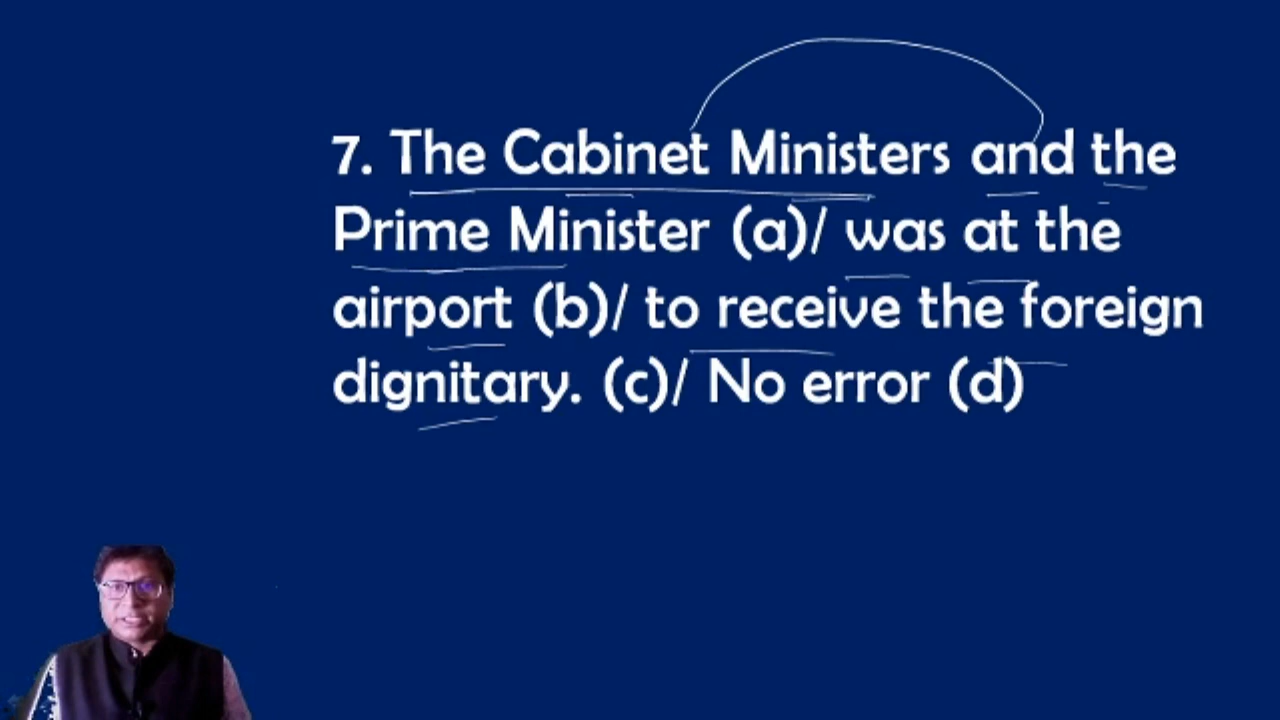 7. The Cabinet Ministers and the
Prime Minister (a)/ was at the
airport (b)/ to receive the foreign
dignitary. (c)/ No error (d)